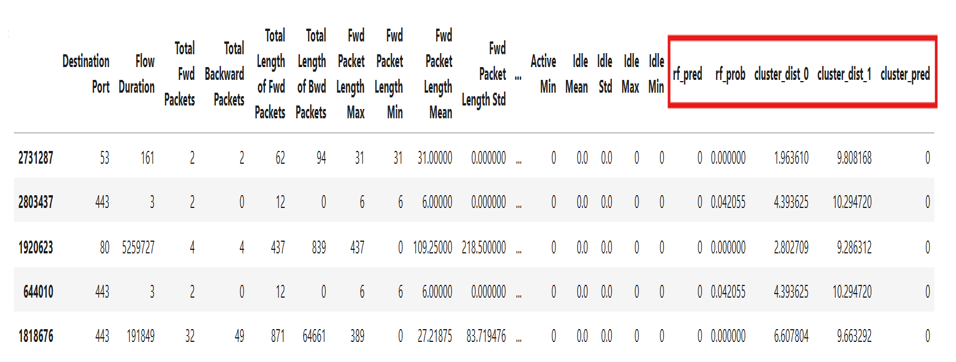 Destination Port Flow Duration Total Fwd Packets Total Backward Packets Total Length of Fwd Packets Total Length of Bwd Packets Fwd Packet Length Max Fwd Packet Length Min Fwd Packet Length Mean Fwd Packet Length Std ... Active Min Idle Mean Idle Std Idle Max Idle Min rf_pred rf_prob cluster_dist_0 cluster_dist_1 cluster_pred
2731287 53 161 2 2 62 94 31 31 31.00000 0.000000 ... 0 0.0 0.0 0 0 0 0.000000 1.963610 9.808168 0
2803437 443 3 2 0 12 0 6 6 6.00000 0.000000 ... 0 0.0 0.0 0 0 0 0.042055 4.393625 10.294720 0
1920623 80 5259727 4 4 437 839 437 0 109.25000 218.500000 ... 0 0.0 0.0 0 0 0 0.000000 2.802709 9.286312 0
644010 443 3 2 0 12 0 6 6 6.00000 0.000000 ... 0 0.0 0.0 0 0 0 0.042055 4.393625 10.294720 0
1818676 443 191849 32 49 871 64661 389 0 27.21875 83.719476 ... 0 0.0 0.0 0 0 0 0.000000 6.607804 9.663292 0